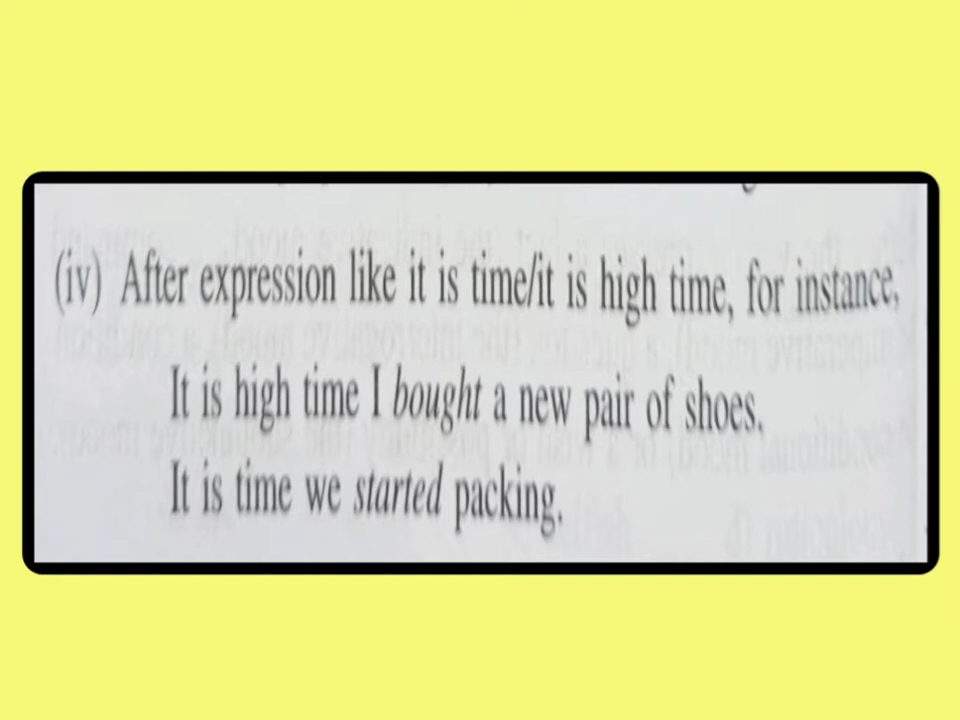 (iv) After expression like it is time/it is high time, for instance,
It is high time I bought a new pair of shoes.
It is time we started packing.